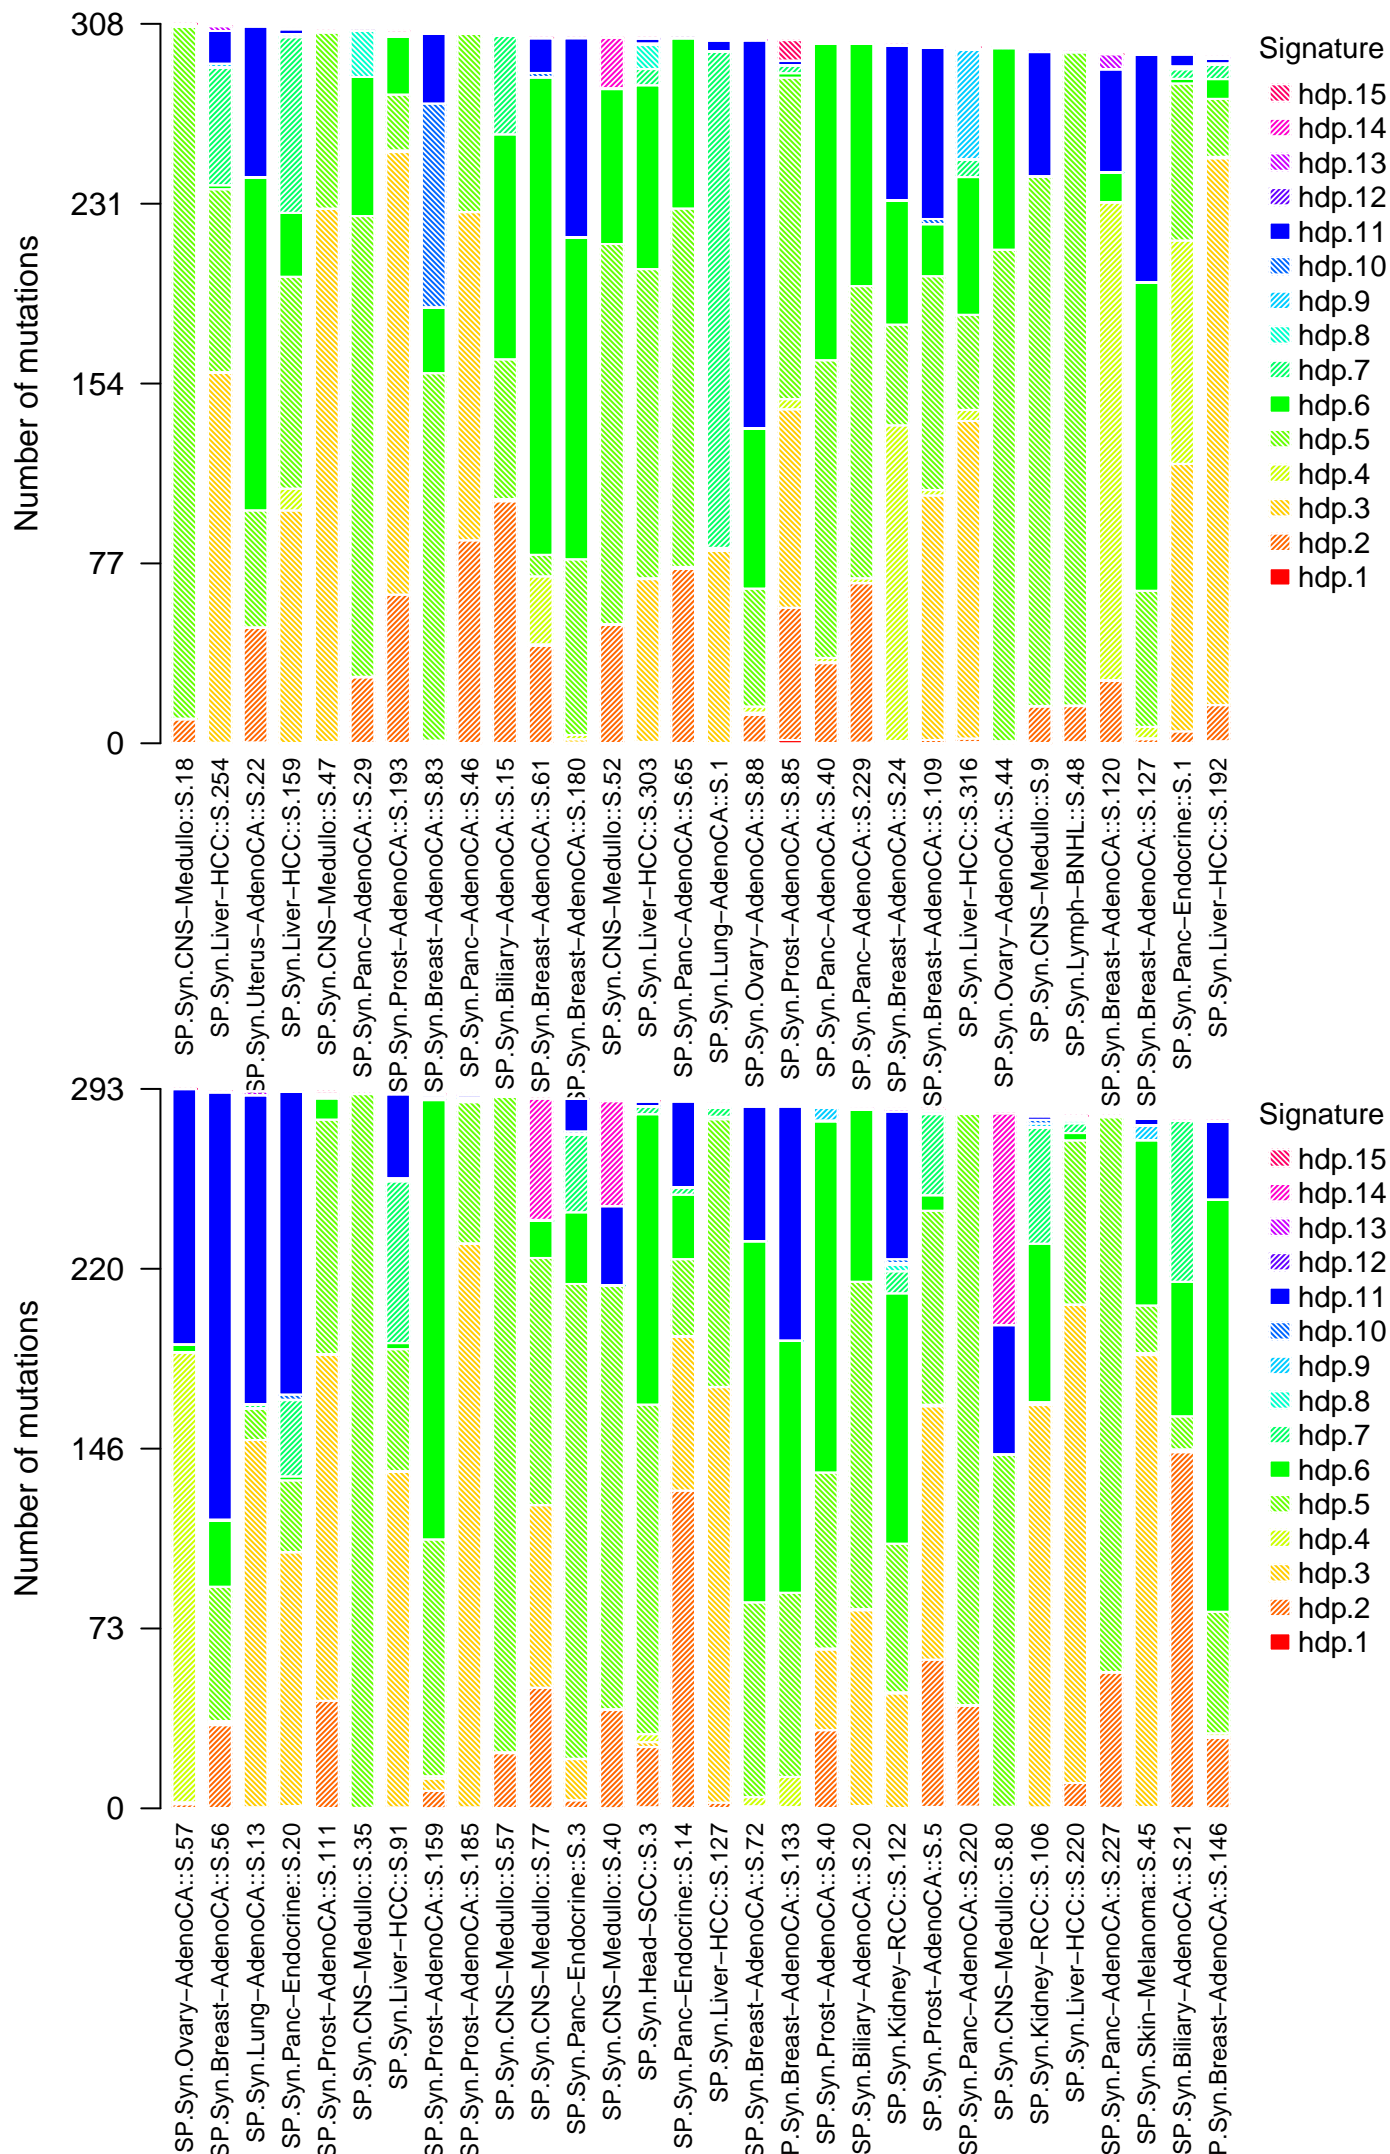 Number of mutations
308
231
154
77
0
Signature
hdp.15
hdp.14
hdp.13
hdp.12
hdp.11
hdp.10
hdp.9
hdp.8
hdp.7
hdp.6
hdp.5
hdp.4
hdp.3
hdp.2
hdp.1
SP.Syn.CNS−Medullo::S.18
SP.Syn.Liver−HCC::S.254
SP.Syn.Uterus−AdenoCA::S.22
SP.Syn.Liver−HCC::S.159
SP.Syn.CNS−Medullo::S.47
SP.Syn.Panc−AdenoCA::S.29
SP.Syn.Prost−AdenoCA::S.193
SP.Syn.Breast−AdenoCA::S.83
SP.Syn.Panc−AdenoCA::S.46
SP.Syn.Biliary−AdenoCA::S.15
SP.Syn.Breast−AdenoCA::S.61
SP.Syn.Breast−AdenoCA::S.180
SP.Syn.CNS−Medullo::S.52
SP.Syn.Liver−HCC::S.303
SP.Syn.Panc−AdenoCA::S.65
SP.Syn.Lung−AdenoCA::S.1
SP.Syn.Ovary−AdenoCA::S.88
SP.Syn.Prost−AdenoCA::S.85
SP.Syn.Panc−AdenoCA::S.40
SP.Syn.Panc−AdenoCA::S.229
SP.Syn.Breast−AdenoCA::S.24
SP.Syn.Breast−AdenoCA::S.109
SP.Syn.Liver−HCC::S.316
SP.Syn.Ovary−AdenoCA::S.44
SP.Syn.CNS−Medullo::S.9
SP.Syn.Lymph−BNHL::S.48
SP.Syn.Breast−AdenoCA::S.120
SP.Syn.Breast−AdenoCA::S.127
SP.Syn.Panc−Endocrine::S.1
SP.Syn.Liver−HCC::S.192
Number of mutations
293
220
146
73
0
Signature
hdp.15
hdp.14
hdp.13
hdp.12
hdp.11
hdp.10
hdp.9
hdp.8
hdp.7
hdp.6
hdp.5
hdp.4
hdp.3
hdp.2
hdp.1
SP.Syn.Ovary−AdenoCA::S.57
SP.Syn.Breast−AdenoCA::S.56
SP.Syn.Lung−AdenoCA::S.13
SP.Syn.Panc−Endocrine::S.20
SP.Syn.Prost−AdenoCA::S.111
SP.Syn.CNS−Medullo::S.35
SP.Syn.Liver−HCC::S.91
SP.Syn.Prost−AdenoCA::S.159
SP.Syn.Prost−AdenoCA::S.185
SP.Syn.CNS−Medullo::S.57
SP.Syn.CNS−Medullo::S.77
SP.Syn.Panc−Endocrine::S.3
SP.Syn.CNS−Medullo::S.40
SP.Syn.Head−SCC::S.3
SP.Syn.Panc−Endocrine::S.14
SP.Syn.Liver−HCC::S.127
SP.Syn.Breast−AdenoCA::S.72
P.Syn.Breast−AdenoCA::S.133
SP.Syn.Prost−AdenoCA::S.40
SP.Syn.Biliary−AdenoCA::S.20
SP.Syn.Kidney−RCC::S.122
SP.Syn.Prost−AdenoCA::S.5
SP.Syn.Panc−AdenoCA::S.220
SP.Syn.CNS−Medullo::S.80
SP.Syn.Kidney−RCC::S.106
SP.Syn.Liver−HCC::S.220
SP.Syn.Panc−AdenoCA::S.227
SP.Syn.Skin−Melanoma::S.45
SP.Syn.Biliary−AdenoCA::S.21
P.Syn.Breast−AdenoCA::S.146